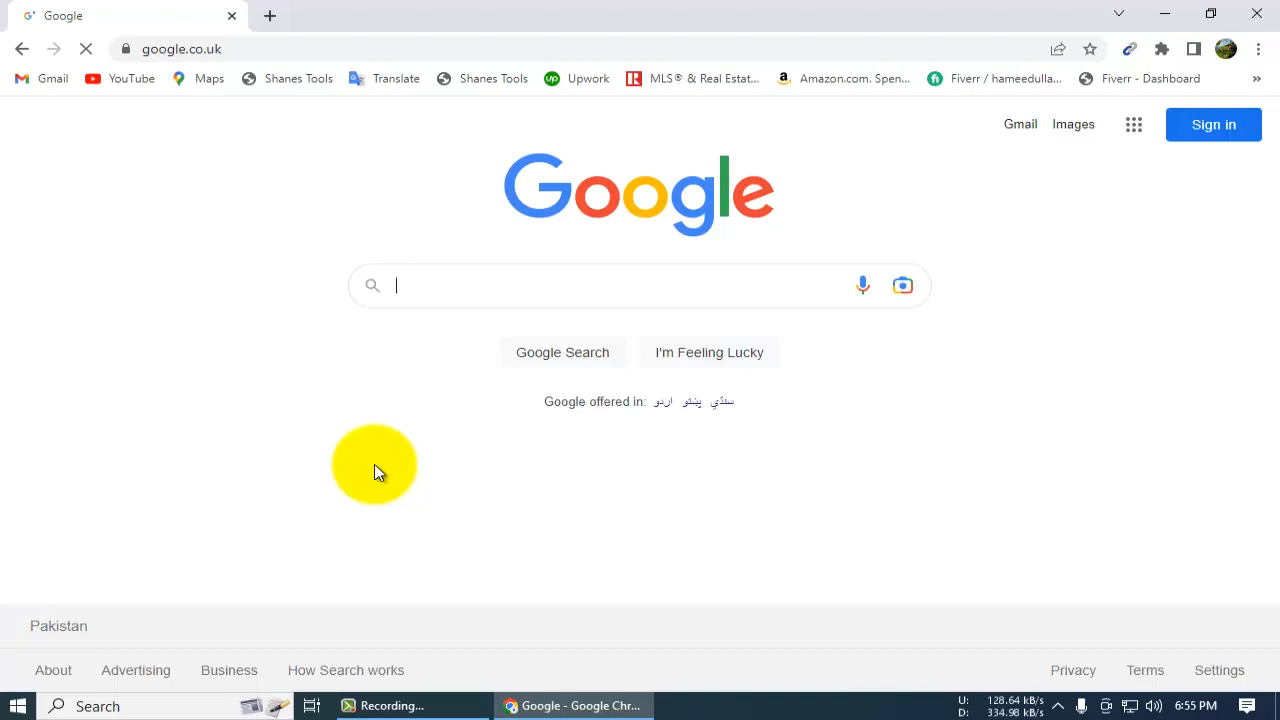 Google
google.co.uk
Gmail YouTube Maps Shanes Tools Translate Shanes Tools Upwork MLS® & Real Estat... Amazon.com. Spen... Fiverr / hameedulla... Fiverr - Dashboard »
Gmail Images Sign in
Google
Google Search I'm Feeling Lucky
Google offered in: اردو پښتو سنڌي
Pakistan
About Advertising Business How Search works Privacy Terms Settings
Search Recording... Google - Google Chr... U: 128.64 kB/s 6:55 PM
D: 334.98 kB/s